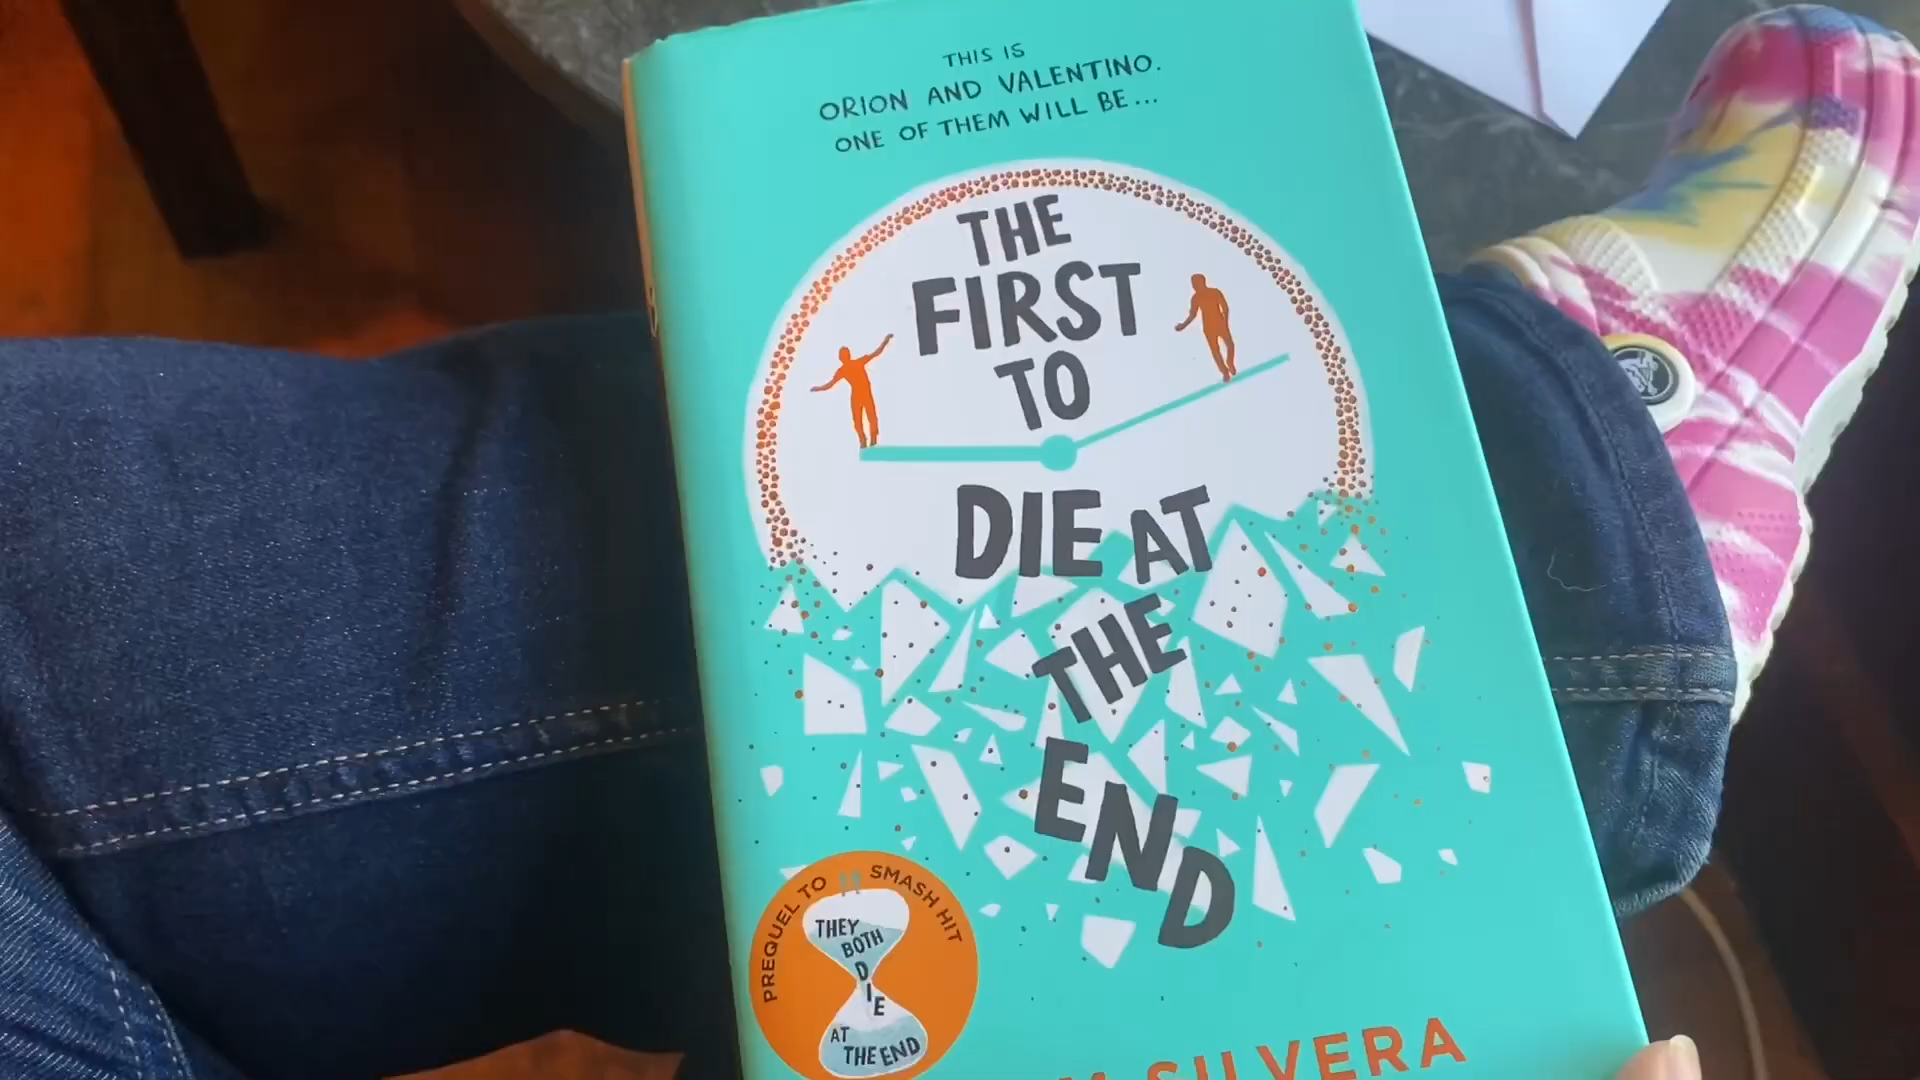 THIS IS
ORION AND VALENTINO.
ONE OF THEM WILL BE...
THE
FIRST
TO
DIE AT
THE
END
PREQUEL TO SMASH HIT
THEY
BOTH
D
I
E
AT
THE END
SILVERA